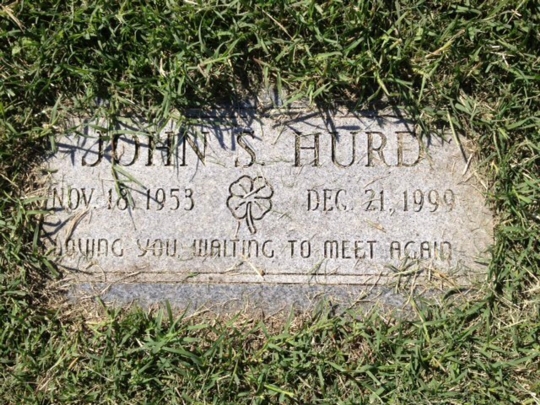 JOHN S. HURD
NOV. 18, 1953 DEC. 21, 1999
LOVING YOU, WAITING TO MEET AGAIN